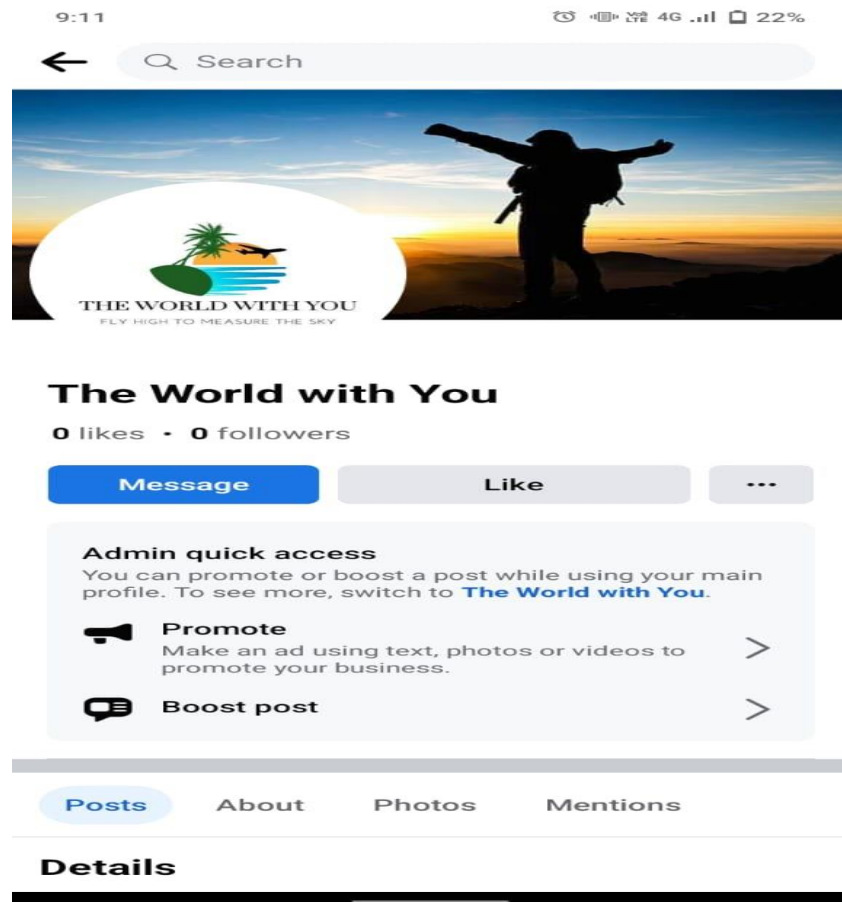 9:11 VoD LTE 4G 22%
Search
THE WORLD WITH YOU
FLY HIGH TO MEASURE THE SKY
The World with You
0 likes • 0 followers
Message Like ...
Admin quick access
You can promote or boost a post while using your main
profile. To see more, switch to The World with You.
Promote
Make an ad using text, photos or videos to
promote your business.
Boost post
Posts About Photos Mentions
Details